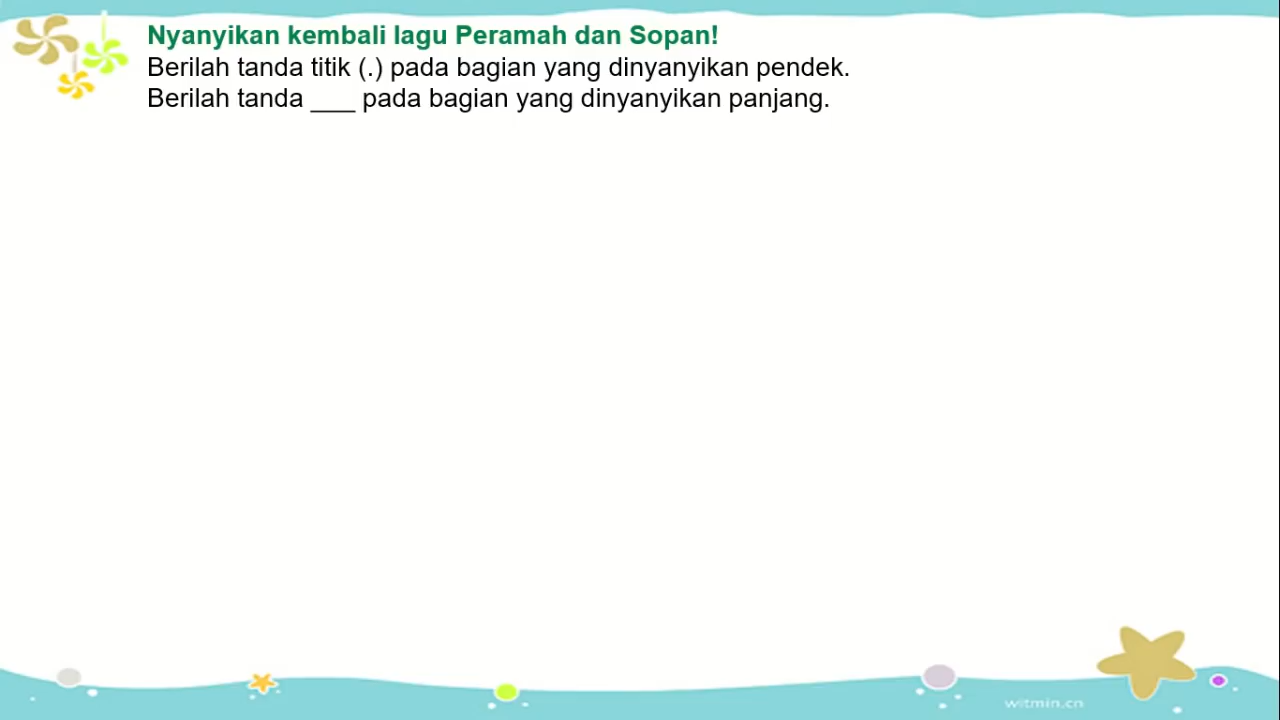 Nyanyikan kembali lagu Peramah dan Sopan!
Berilah tanda titik (.) pada bagian yang dinyanyikan pendek.
Berilah tanda ___ pada bagian yang dinyanyikan panjang.
witmin.cn